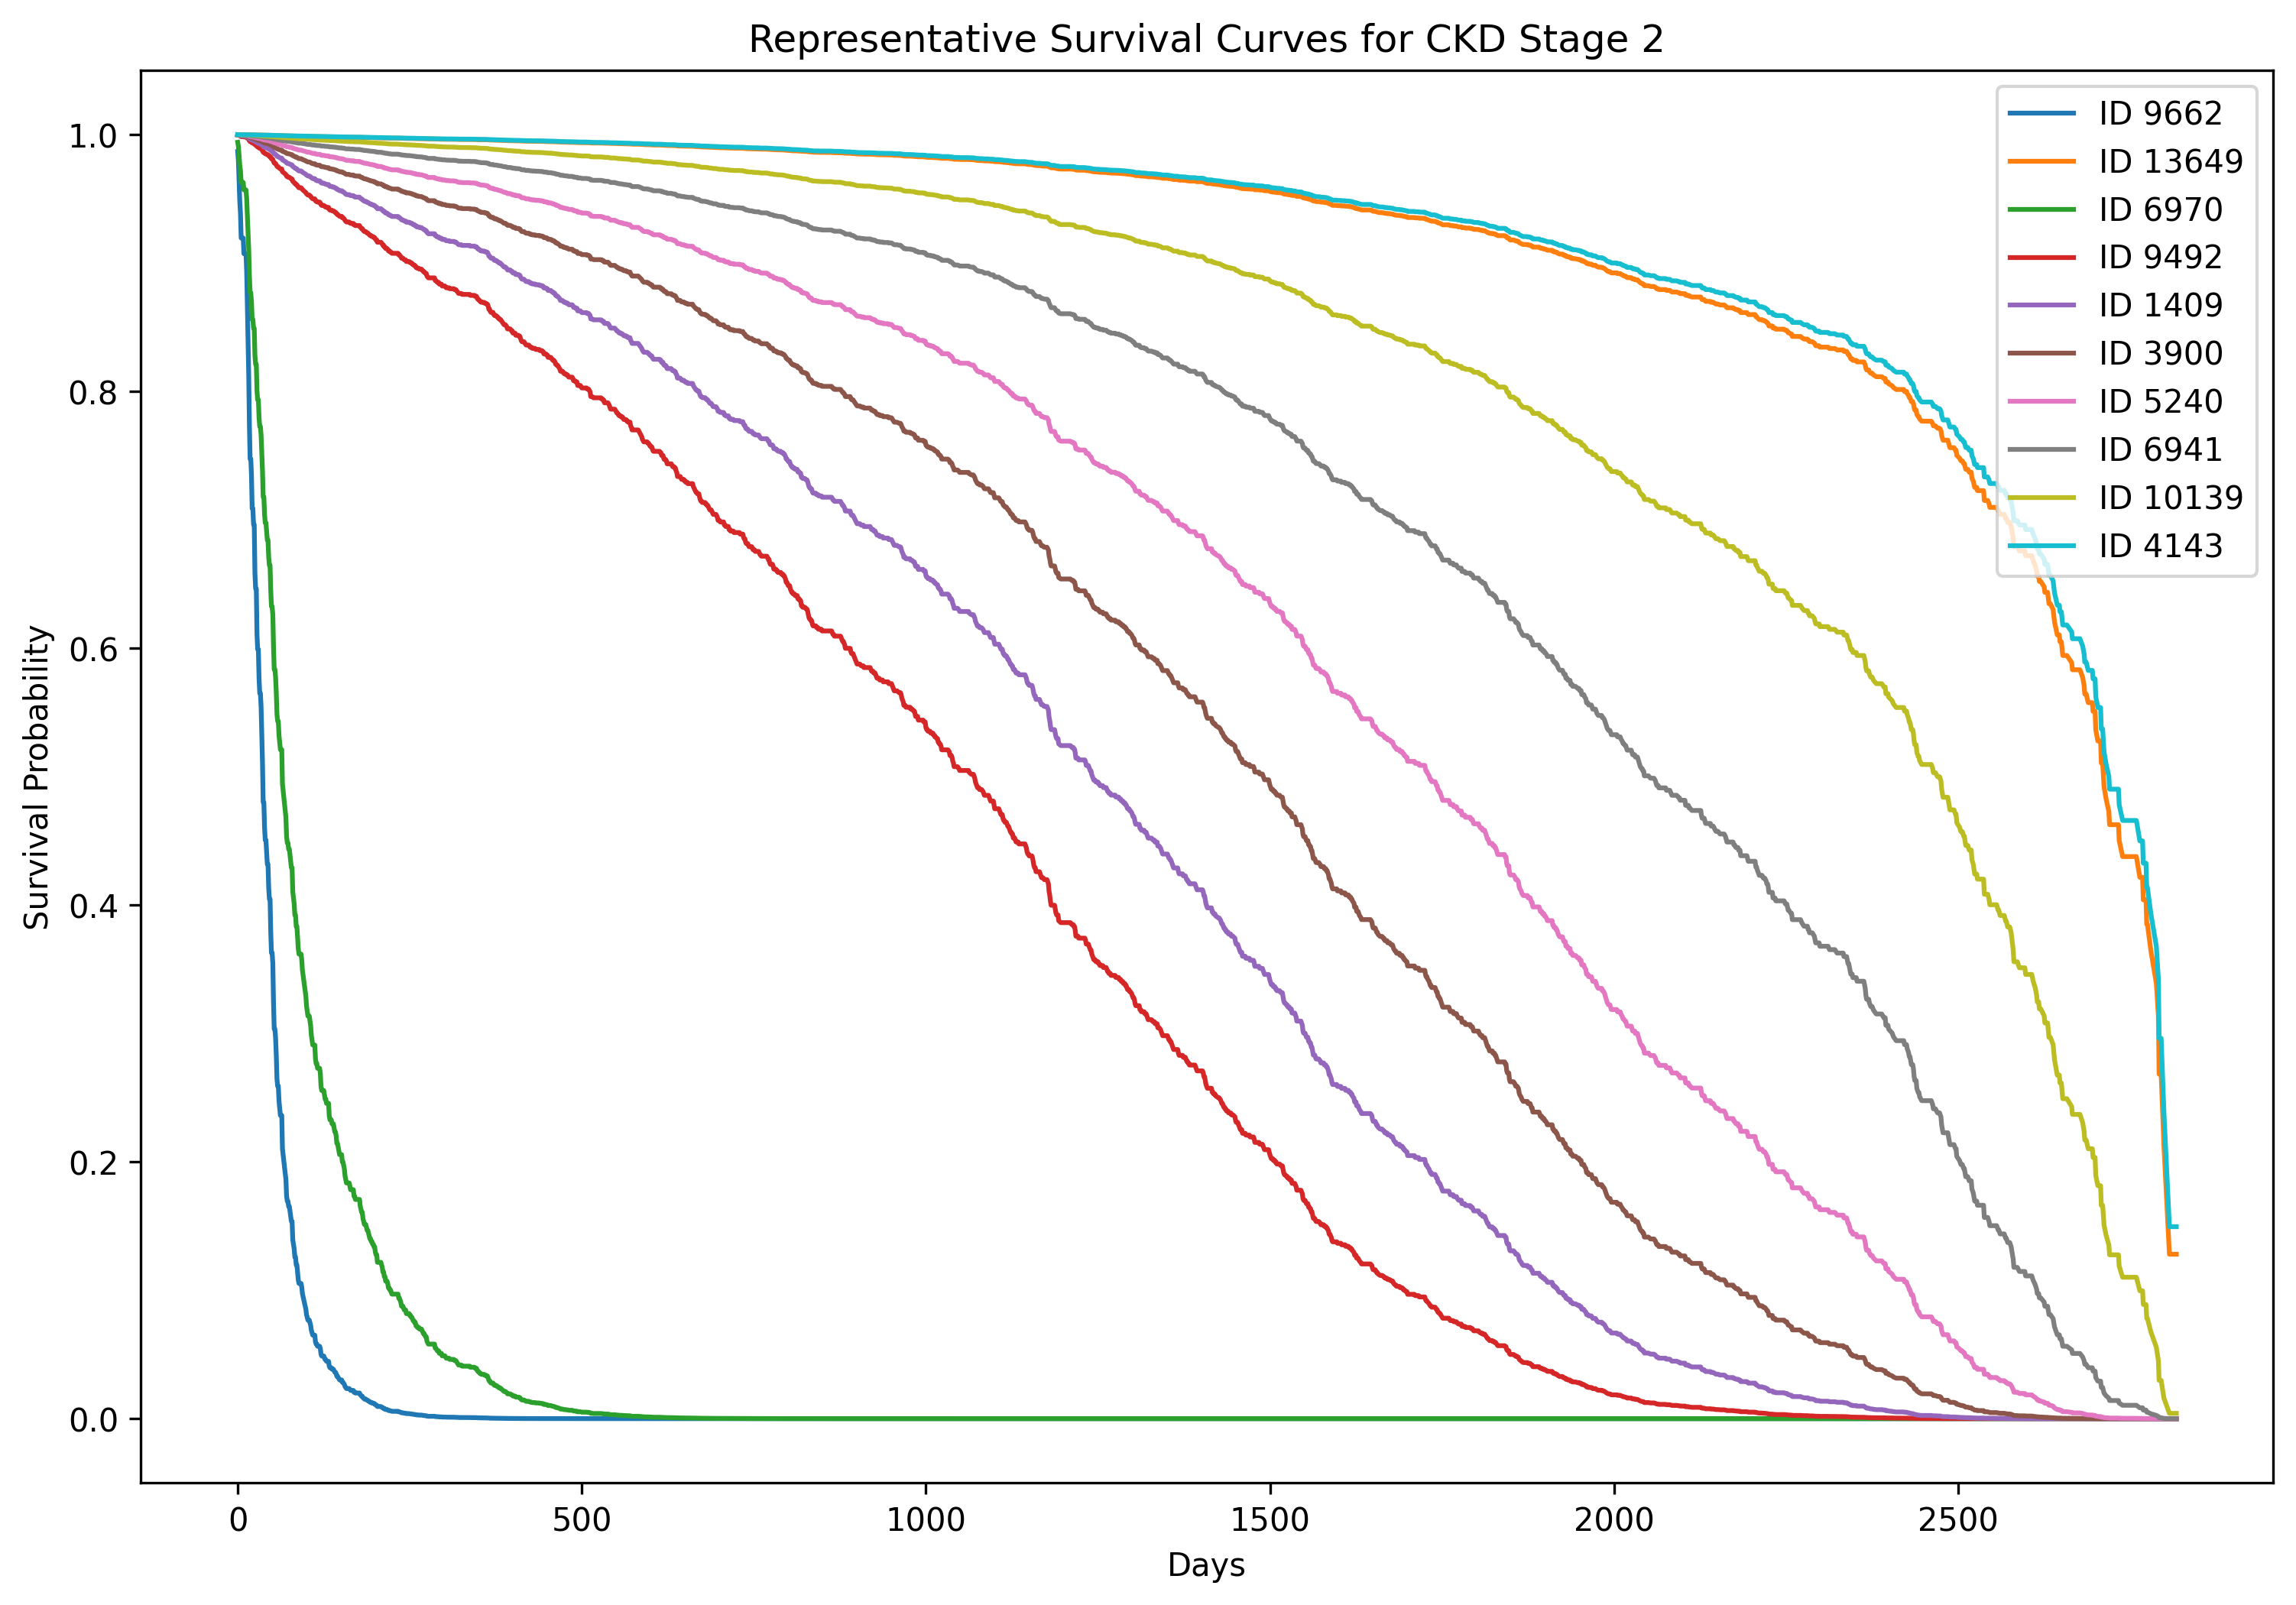 Representative Survival Curves for CKD Stage 2
Survival Probability
1.0
0.8
0.6
0.4
0.2
0.0
ID 9662
ID 13649
ID 6970
ID 9492
ID 1409
ID 3900
ID 5240
ID 6941
ID 10139
ID 4143
0 500 1000 1500 2000 2500
Days